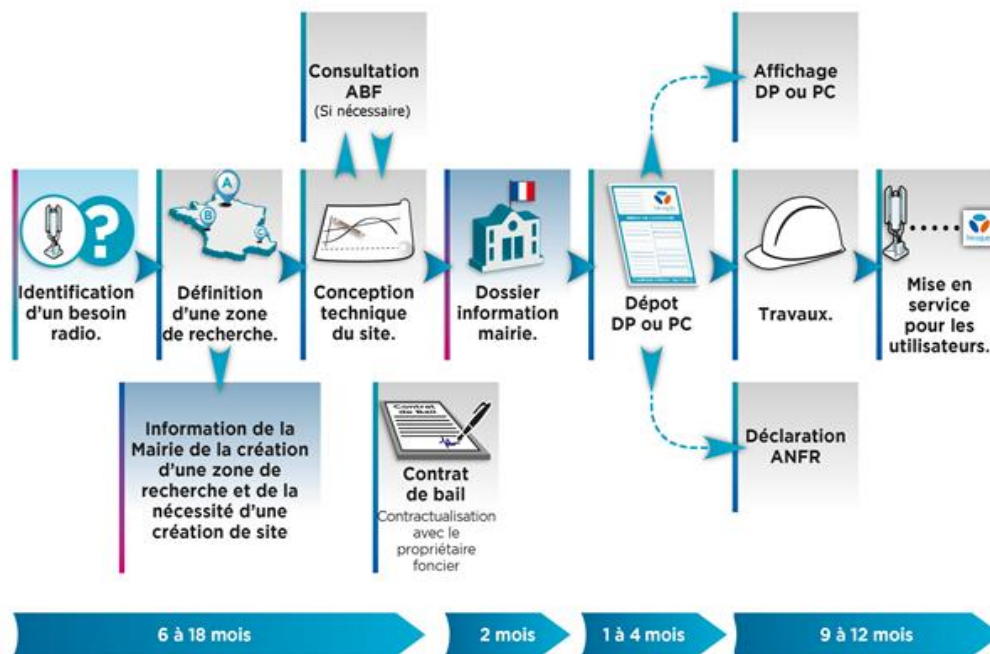 Consultation
ABF
(Si nécessaire)
Affichage
DP ou PC
A
B
C
?
Identification
d'un besoin
radio.
Définition
d'une zone
de recherche.
Conception
technique
du site.
Dossier
information
mairie.
Dépot
DP ou PC
Travaux.
Mise en
service
pour les
utilisateurs.
Information de la
Mairie de la création
d'une zone de
recherche et de la
nécessité d'une
création de site
Contrat
de Bail
Contrat
de bail
Contractualisation
avec le
propriétaire
foncier
Déclaration
ANFR
6 à 18 mois
2 mois
1 à 4 mois
9 à 12 mois